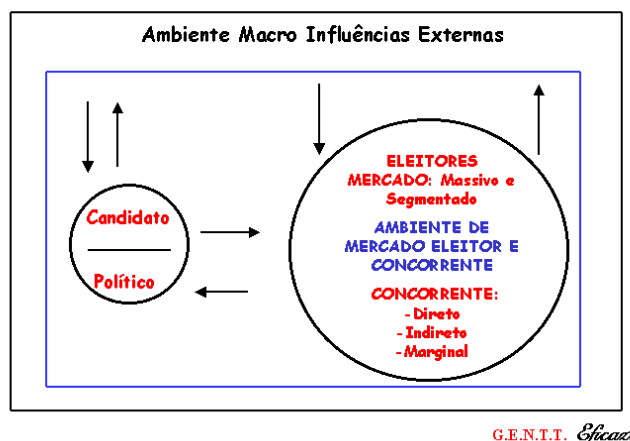 Ambiente Macro Influências Externas
Candidato
Político
ELEITORES
MERCADO: Massivo e
Segmentado
AMBIENTE DE
MERCADO ELEITOR E
CONCORRENTE
CONCORRENTE:
-Direto
-Indireto
-Marginal
G.E.N.T.T. Eficaz